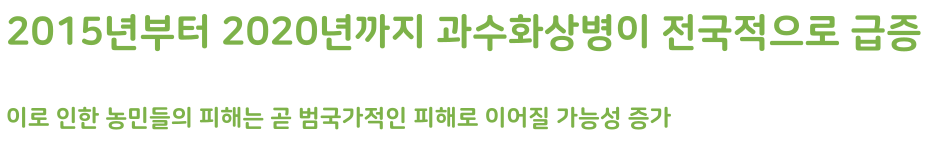 2015년부터 2020년까지 과수화상병이 전국적으로 급증
이로 인한 농민들의 피해는 곧 범국가적인 피해로 이어질 가능성 증가